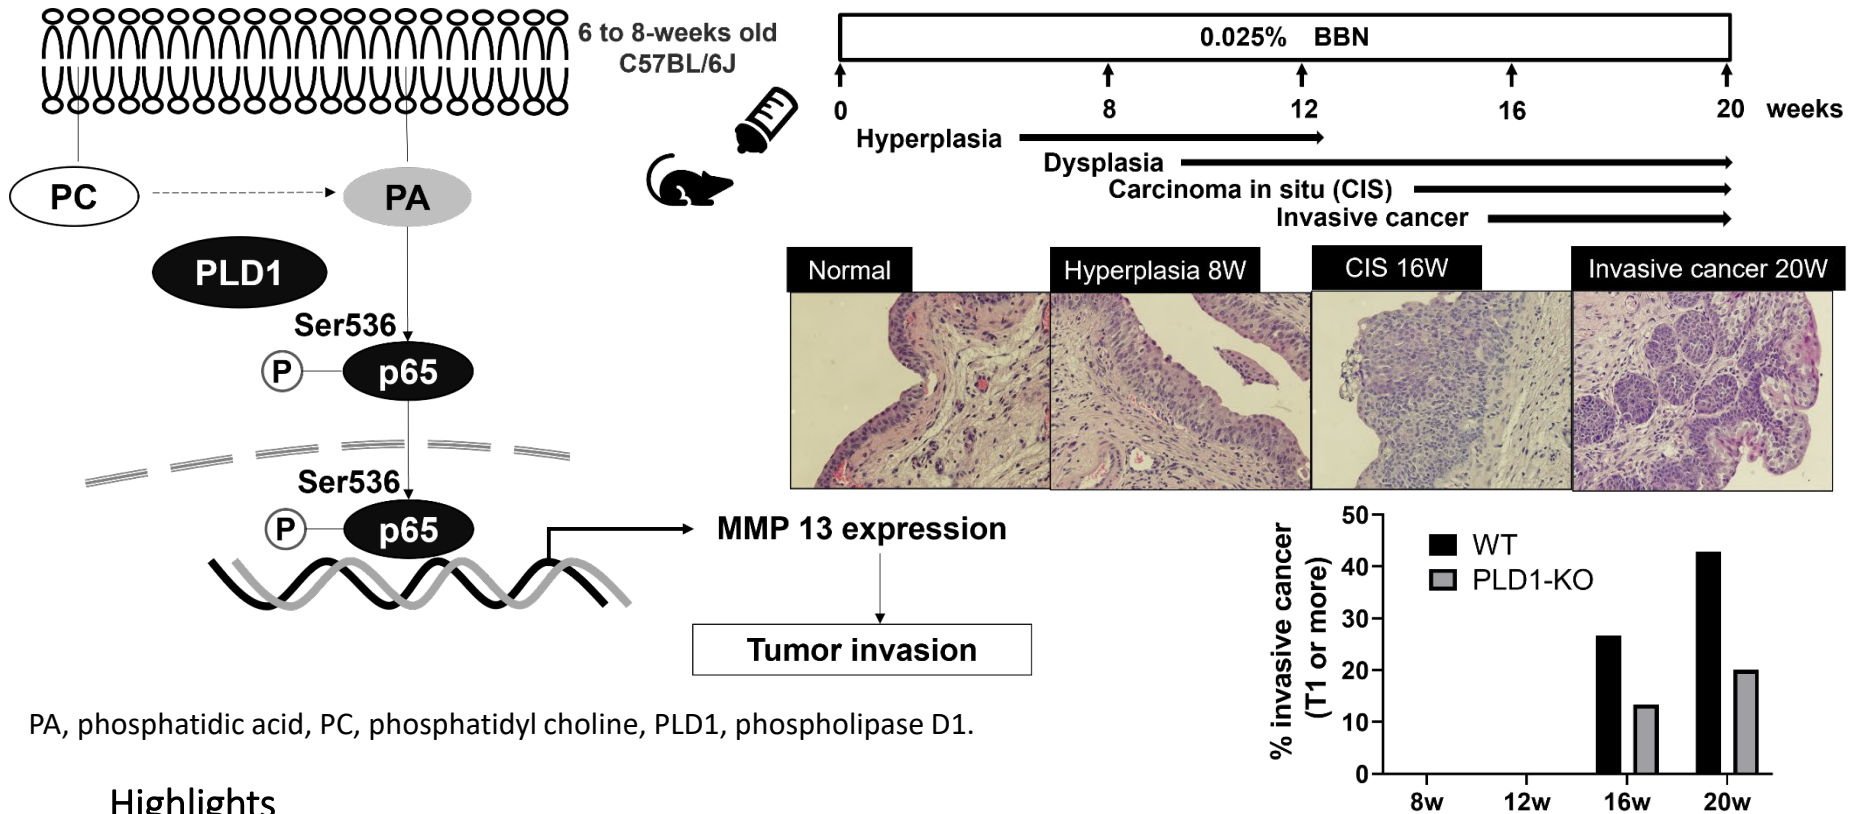 6 to 8-weeks old
C57BL/6J
0.025% BBN
0 8 12 16 20 weeks
Hyperplasia
Dysplasia
Carcinoma in situ (CIS)
Invasive cancer
PC
PA
PLD1
Ser536
P
p65
Ser536
P
p65
MMP 13 expression
Tumor invasion
Normal
Hyperplasia 8W
CIS 16W
Invasive cancer 20W
% invasive cancer
(T1 or more)
50
40
30
20
10
0
WT
PLD1-KO
8w 12w 16w 20w
PA, phosphatidic acid, PC, phosphatidyl choline, PLD1, phospholipase D1.
Highlights